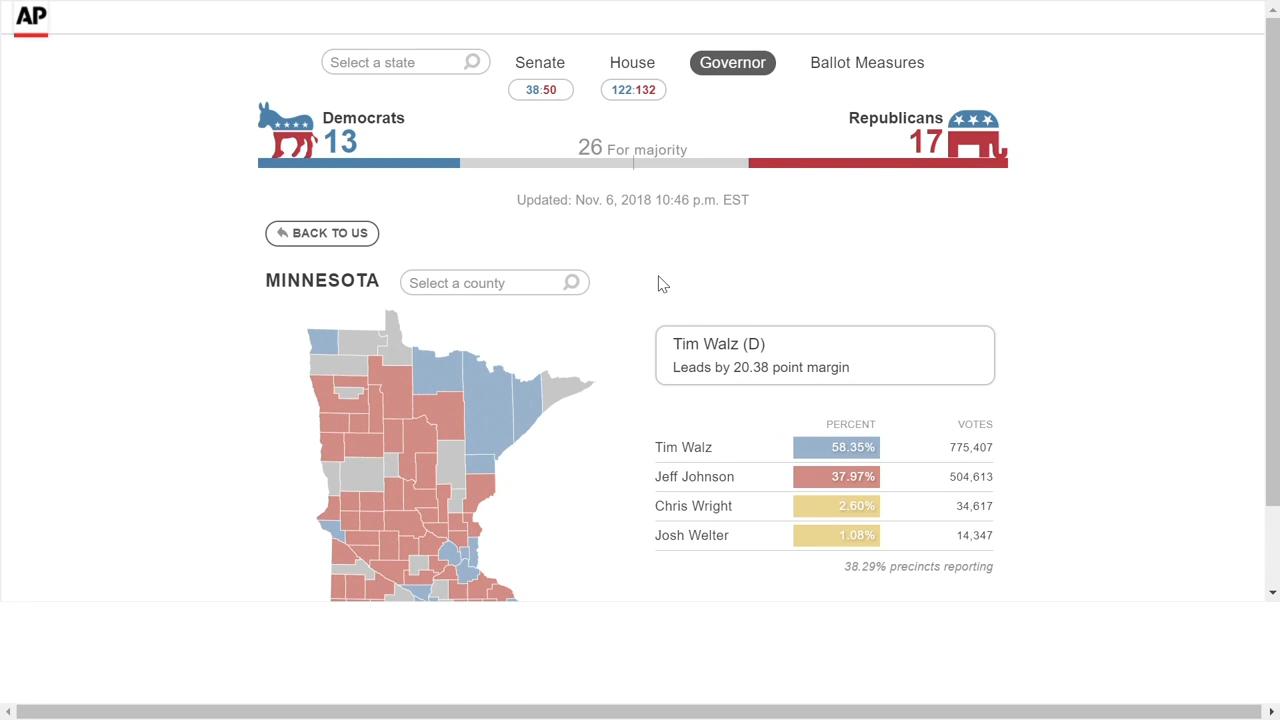 AP
Select a state
Senate
House
Governor
Ballot Measures
38:50
122:132
Democrats
13
26 For majority
Republicans
17
Updated: Nov. 6, 2018 10:46 p.m. EST
BACK TO US
MINNESOTA
Select a county
Tim Walz (D)
Leads by 20.38 point margin
PERCENT VOTES
Tim Walz 58.35% 775,407
Jeff Johnson 37.97% 504,613
Chris Wright 2.60% 34,617
Josh Welter 1.08% 14,347
38.29% precincts reporting